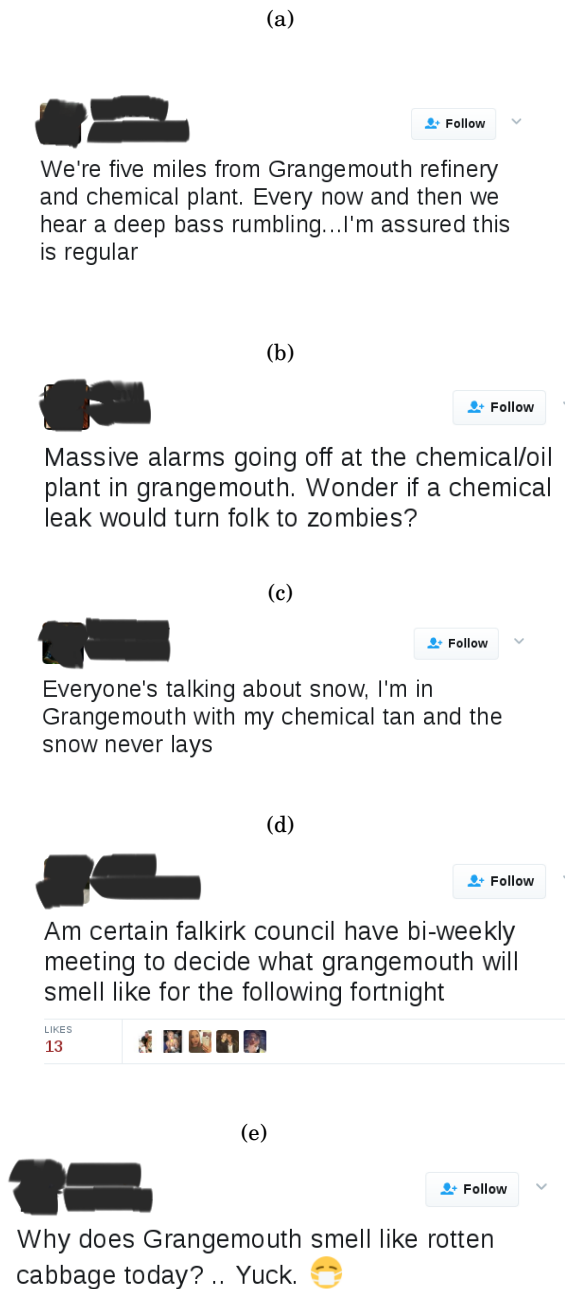 (a)
Follow
We're five miles from Grangemouth refinery
and chemical plant. Every now and then we
hear a deep bass rumbling...I'm assured this
is regular
(b)
Follow
Massive alarms going off at the chemical/oil
plant in grangemouth. Wonder if a chemical
leak would turn folk to zombies?
(c)
Follow
Everyone's talking about snow, I'm in
Grangemouth with my chemical tan and the
snow never lays
(d)
Follow
Am certain falkirk council have bi-weekly
meeting to decide what grangemouth will
smell like for the following fortnight
LIKES
13
(e)
Follow
Why does Grangemouth smell like rotten
cabbage today? .. Yuck. 😷